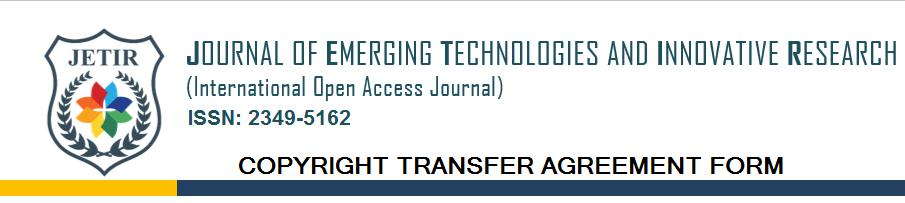 JETIR
JOURNAL OF EMERGING TECHNOLOGIES AND INNOVATIVE RESEARCH
(International Open Access Journal)
ISSN: 2349-5162
COPYRIGHT TRANSFER AGREEMENT FORM